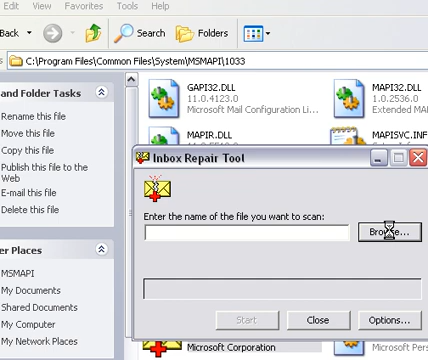 Edit View Favorites Tools Help
Back Search Folders
C:\Program Files\Common Files\System\MSMAPI\1033
and Folder Tasks
Rename this file
Move this file
Copy this file
Publish this file to the
Web
E-mail this file
Delete this file
er Places
MSMAPI
My Documents
Shared Documents
My Computer
My Network Places
GAPI32.DLL
11.0.4123.0
Microsoft Mail Configuration Li...
MAPI32.DLL
1.0.2536.0
Extended MA
MAPIR.DLL
MAPISVC.INF
Inbox Repair Tool
Enter the name of the file you want to scan:
Browse...
Start Close Options...
Microsoft Corporation
Microsoft Pers